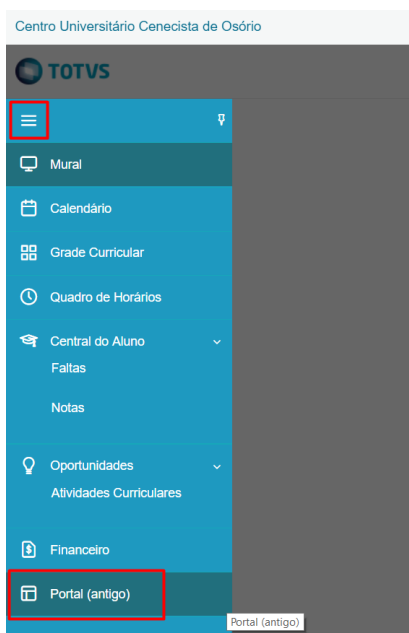 Centro Universitário Cenecista de Osório
TOTVS
Mural
Calendário
Grade Curricular
Quadro de Horários
Central do Aluno
Faltas
Notas
Oportunidades
Atividades Curriculares
Financeiro
Portal (antigo)
Portal (antigo)